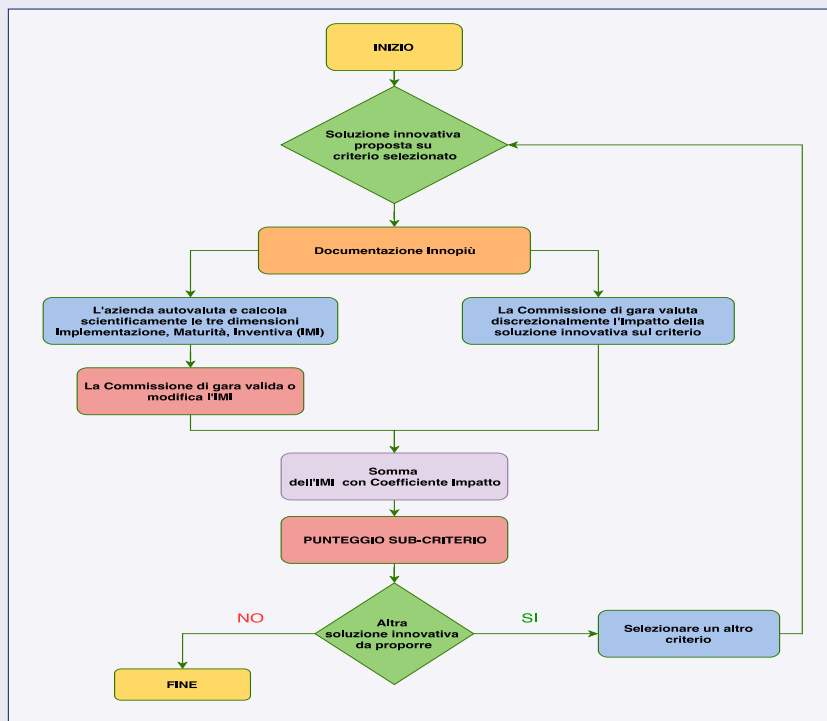 INIZIO
Soluzione innovativa
proposta su
criterio selezionato
Documentazione Innopiù
L'azienda autovaluta e calcola
scientificamente le tre dimensioni
Implementazione, Maturità, Inventiva (IMI)
La Commissione di gara valuta
discrezionalmente l'Impatto della
soluzione innovativa sul criterio
La Commissione di gara valida o
modifica l'IMI
Somma
dell'IMI con Coefficiente Impatto
PUNTEGGIO SUB-CRITERIO
NO
Altra
soluzione innovativa
da proporre
SI
Selezionare un altro
criterio
FINE